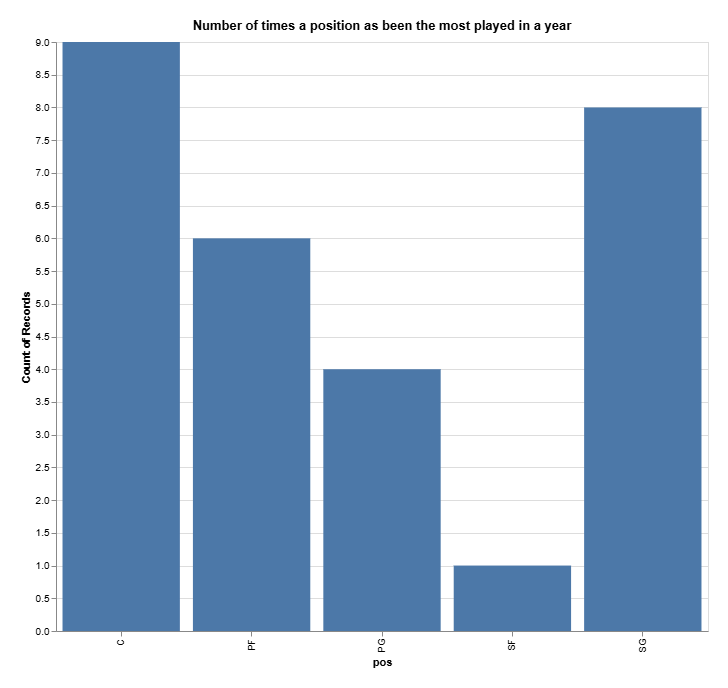 Number of times a position as been the most played in a year
9.0
8.5
8.0
7.5
7.0
6.5
6.0
5.5
5.0
4.5
4.0
3.5
3.0
2.5
2.0
1.5
1.0
0.5
0.0
Count of Records
C
PF
PG
SF
SG
pos